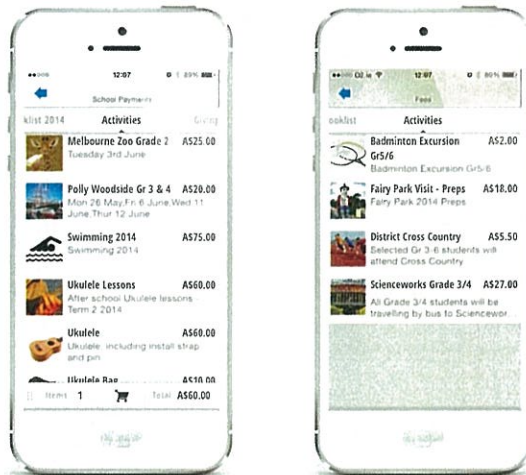 12:07
89%
School Payments
klist 2014 Activities Giving
Melbourne Zoo Grade 2 A$25.00
Tuesday 3rd June
Polly Woodside Gr 3 & 4 A$20.00
Mon 26 May,Fri 6 June,Wed 11
June,Thur 12 June
Swimming 2014 A$75.00
Swimming 2014
Ukulele Lessons A$60.00
After school Ukulele lessons -
Term 2 2014
Ukulele A$60.00
Ukulele, including install strap
and pin
Ukulele Bag A$10.00
Items 1 Total A$60.00
O2.ie 12:07 80%
Fees
ooklist Activities
Badminton Excursion A$2.00
Gr5/6
Badminton Excursion Gr5/6
Fairy Park Visit - Preps A$18.00
Fairy Park 2014 Preps
District Cross Country A$5.50
Selected Gr 3-6 students will
attend Cross Country
Scienceworks Grade 3/4 A$27.00
All Grade 3/4 students will be
travelling by bus to Sciencewor...